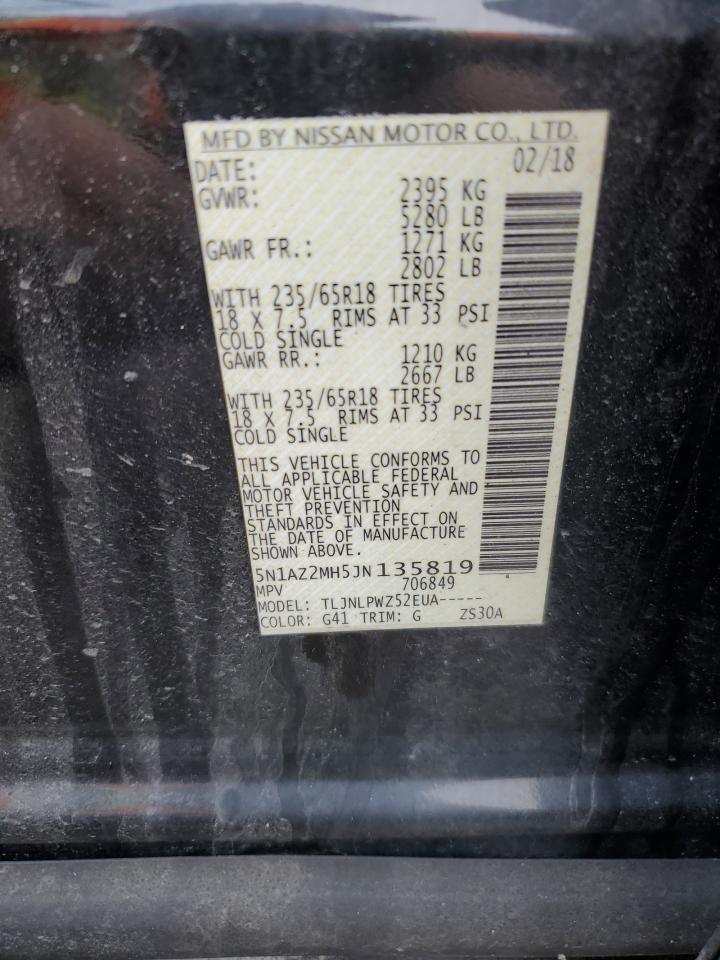 MFD BY NISSAN MOTOR CO., LTD.
DATE: 02/18
GVWR: 2395 KG
5280 LB
GAWR FR.: 1271 KG
2802 LB
WITH 235/65R18 TIRES
18 X 7.5 RIMS AT 33 PSI
COLD SINGLE
GAWR RR.: 1210 KG
2667 LB
WITH 235/65R18 TIRES
18 X 7.5 RIMS AT 33 PSI
COLD SINGLE
THIS VEHICLE CONFORMS TO
ALL APPLICABLE FEDERAL
MOTOR VEHICLE SAFETY AND
THEFT PREVENTION
STANDARDS IN EFFECT ON
THE DATE OF MANUFACTURE
SHOWN ABOVE.
5N1AZ2MH5JN135819
MPV 706849
MODEL: TLJNLPWZ52EUA-----
COLOR: G41 TRIM: G ZS30A